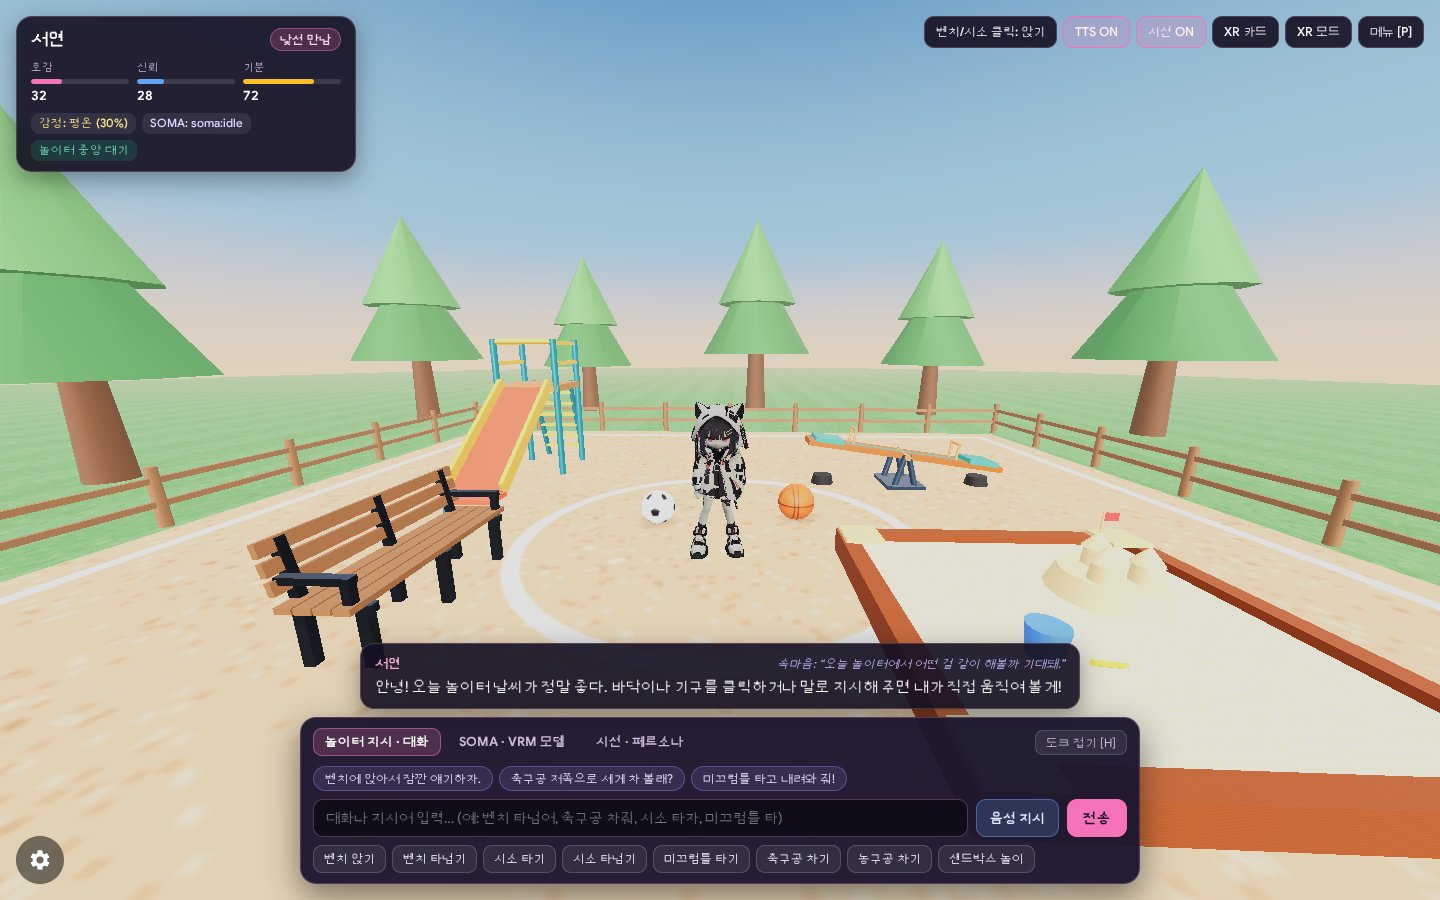 서연
낯선 만남
호감 신뢰 기분
32 28 72
감정: 평온 (30%) SOMA: soma:idle
놀이터 중앙 대기
벤치/시소 클릭: 앉기 TTS ON 시선 ON XR 카드 XR 모드 메뉴 [P]
서연 속마음: “오늘 놀이터에서 어떤 걸 같이 해볼까 기대돼.”
안녕! 오늘 놀이터 날씨가 정말 좋다. 바닥이나 기구를 클릭하거나 말로 지시해 주면 내가 직접 움직여 볼게!
놀이터 지시 · 대화 SOMA · VRM 모델 시선 · 페르소나 도크 접기 [H]
벤치에 앉아서 잠깐 얘기하자. 축구공 저쪽으로 세게 차 볼래? 미끄럼틀 타고 내려와 줘!
대화나 지시어 입력... (예: 벤치 타넘어, 축구공 차줘, 시소 타자, 미끄럼틀 타) 음성 지시 전송
벤치 앉기 벤치 타넘기 시소 타기 시소 타넘기 미끄럼틀 타기 축구공 차기 농구공 차기 샌드박스 놀이